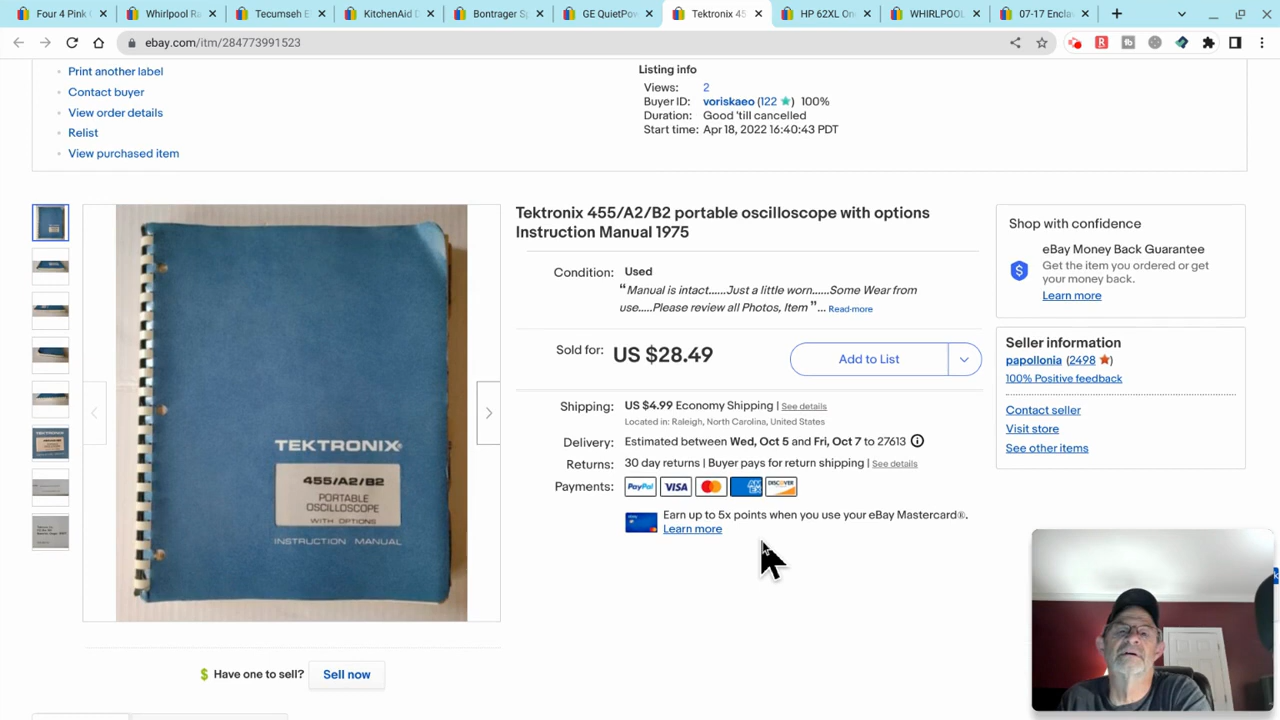 Four 4 Pink
Whirlpool Ra
Tecumseh E
KitchenAid D
Bontrager Sp
GE QuietPow
Tektronix 45
HP 62XL On
WHIRLPOOL
07-17 Encla
ebay.com/itm/284773991523
Print another label
Contact buyer
View order details
Relist
View purchased item
Listing info
Views: 2
Buyer ID: voriskaeo (122 ) 100%
Duration: Good 'till cancelled
Start time: Apr 18, 2022 16:40:43 PDT
TEKTRONIX®
455/A2/B2
PORTABLE
OSCILLOSCOPE
WITH OPTIONS
INSTRUCTION MANUAL
Have one to sell? Sell now
Tektronix 455/A2/B2 portable oscilloscope with options
Instruction Manual 1975
Condition: Used
“Manual is intact......Just a little worn......Some Wear from
use.....Please review all Photos, Item ”... Read more
Sold for: US $28.49
Add to List
Shipping: US $4.99 Economy Shipping | See details
Located in: Raleigh, North Carolina, United States
Delivery: Estimated between Wed, Oct 5 and Fri, Oct 7 to 27613
Returns: 30 day returns | Buyer pays for return shipping | See details
Payments: PayPal VISA DISCOVER
Earn up to 5x points when you use your eBay Mastercard®.
Learn more
Shop with confidence
eBay Money Back Guarantee
Get the item you ordered or get
your money back.
Learn more
Seller information
papollonia (2498 )
100% Positive feedback
Contact seller
Visit store
See other items